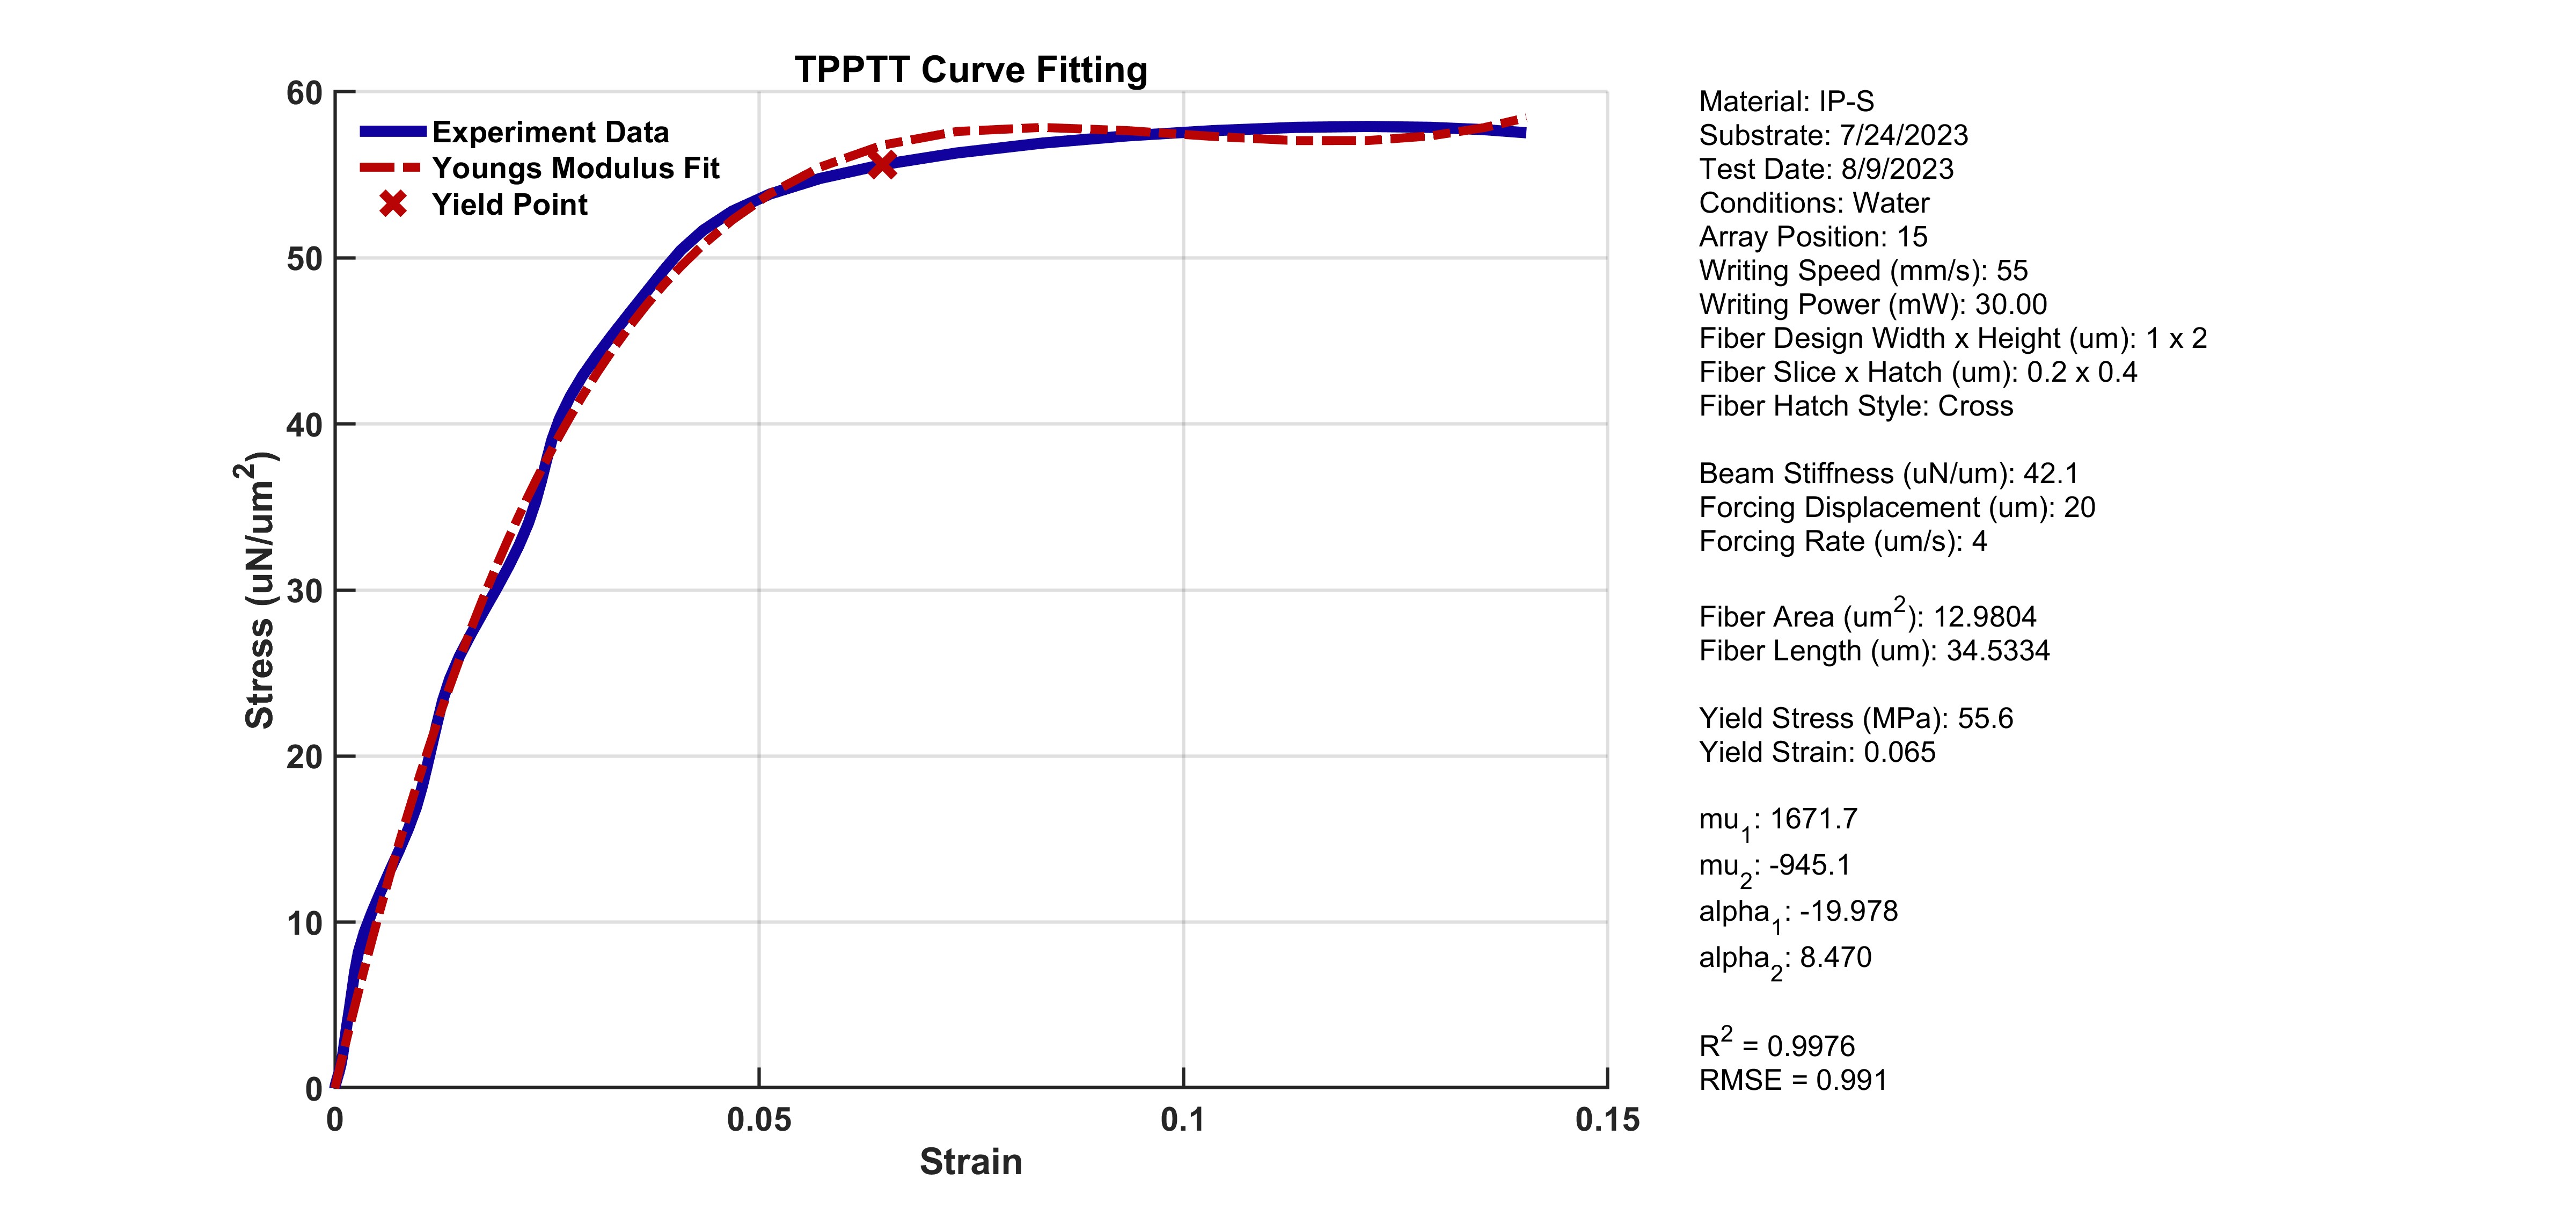 TPPTT Curve Fitting
60
50
40
30
20
10
0
Stress (uN/um²)
Experiment Data
Youngs Modulus Fit
Yield Point
0
0.05
0.1
0.15
Strain
Material: IP-S
Substrate: 7/24/2023
Test Date: 8/9/2023
Conditions: Water
Array Position: 15
Writing Speed (mm/s): 55
Writing Power (mW): 30.00
Fiber Design Width x Height (um): 1 x 2
Fiber Slice x Hatch (um): 0.2 x 0.4
Fiber Hatch Style: Cross
Beam Stiffness (uN/um): 42.1
Forcing Displacement (um): 20
Forcing Rate (um/s): 4
Fiber Area (um²): 12.9804
Fiber Length (um): 34.5334
Yield Stress (MPa): 55.6
Yield Strain: 0.065
mu₁: 1671.7
mu₂: -945.1
alpha₁: -19.978
alpha₂: 8.470
R² = 0.9976
RMSE = 0.991